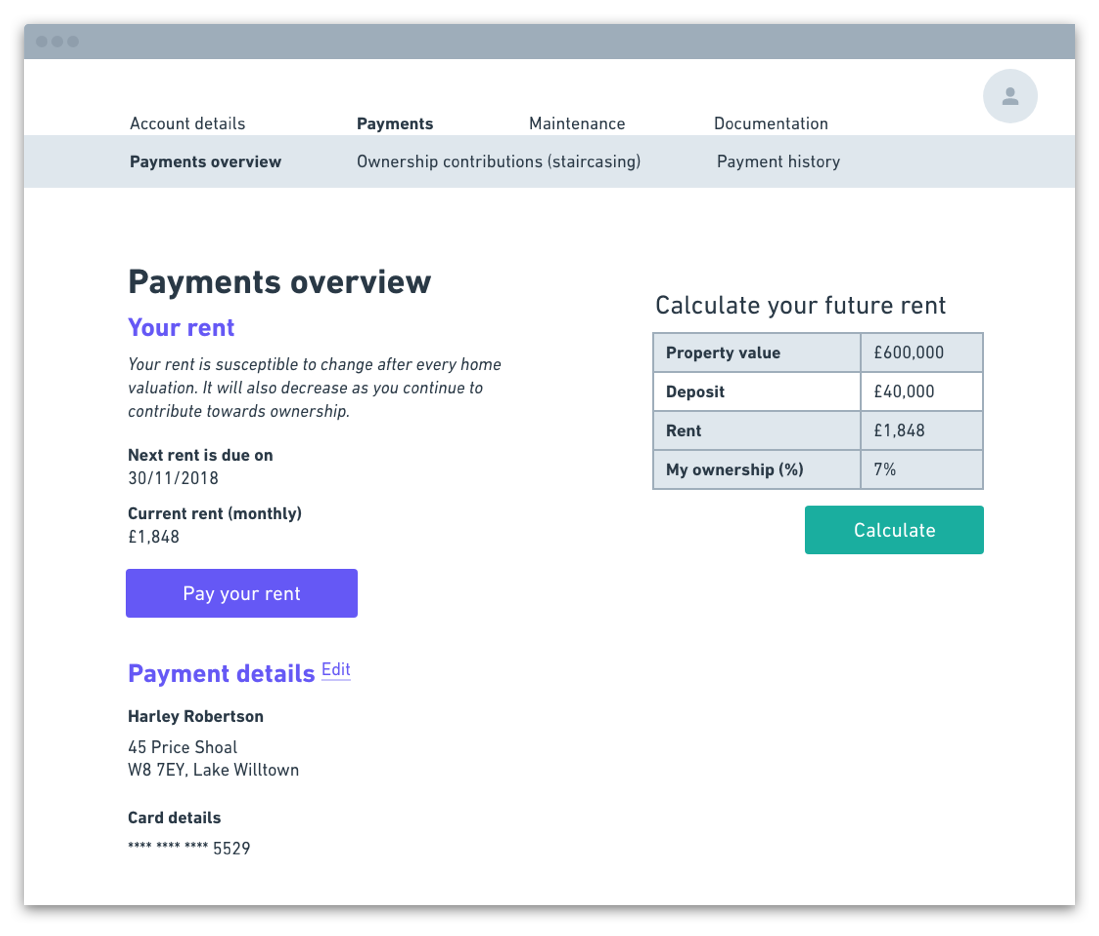 Account details
Payments
Maintenance
Documentation
Payments overview
Ownership contributions (staircasing)
Payment history
Payments overview
Your rent
Your rent is susceptible to change after every home
valuation. It will also decrease as you continue to
contribute towards ownership.
Next rent is due on
30/11/2018
Current rent (monthly)
£1,848
Pay your rent
Payment details Edit
Harley Robertson
45 Price Shoal
W8 7EY, Lake Willtown
Card details
**** **** **** 5529
Calculate your future rent
Property value £600,000
Deposit £40,000
Rent £1,848
My ownership (%) 7%
Calculate